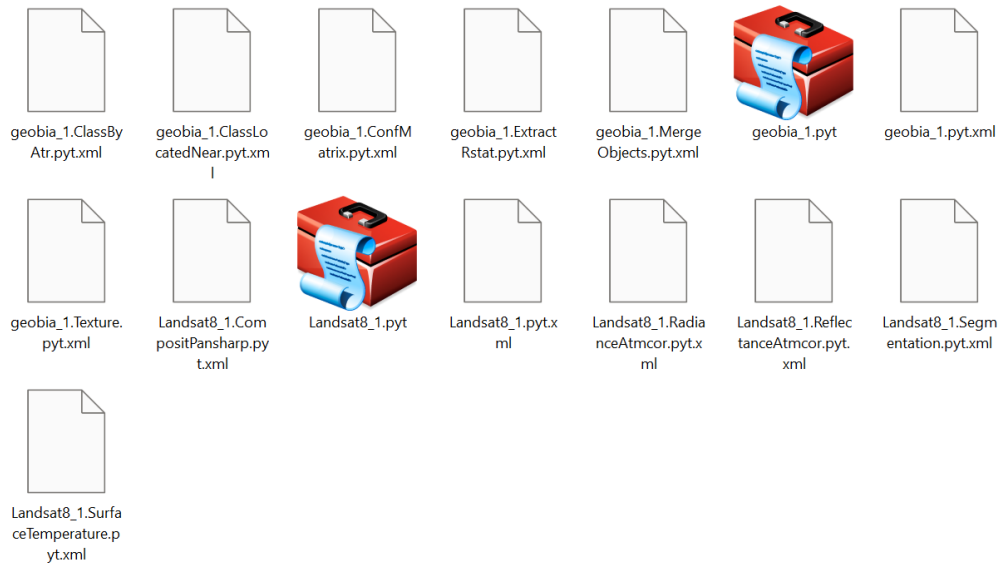 geobia_1.ClassBy
Atr.pyt.xml
geobia_1.ClassLo
catedNear.pyt.xm
l
geobia_1.ConfM
atrix.pyt.xml
geobia_1.Extract
Rstat.pyt.xml
geobia_1.Merge
Objects.pyt.xml
geobia_1.pyt
geobia_1.pyt.xml
geobia_1.Texture.
pyt.xml
Landsat8_1.Com
positPansharp.py
t.xml
Landsat8_1.pyt
Landsat8_1.pyt.x
ml
Landsat8_1.Radia
nceAtmcor.pyt.x
ml
Landsat8_1.Reflec
tanceAtmcor.pyt.
xml
Landsat8_1.Segm
entation.pyt.xml
Landsat8_1.Surfa
ceTemperature.p
yt.xml